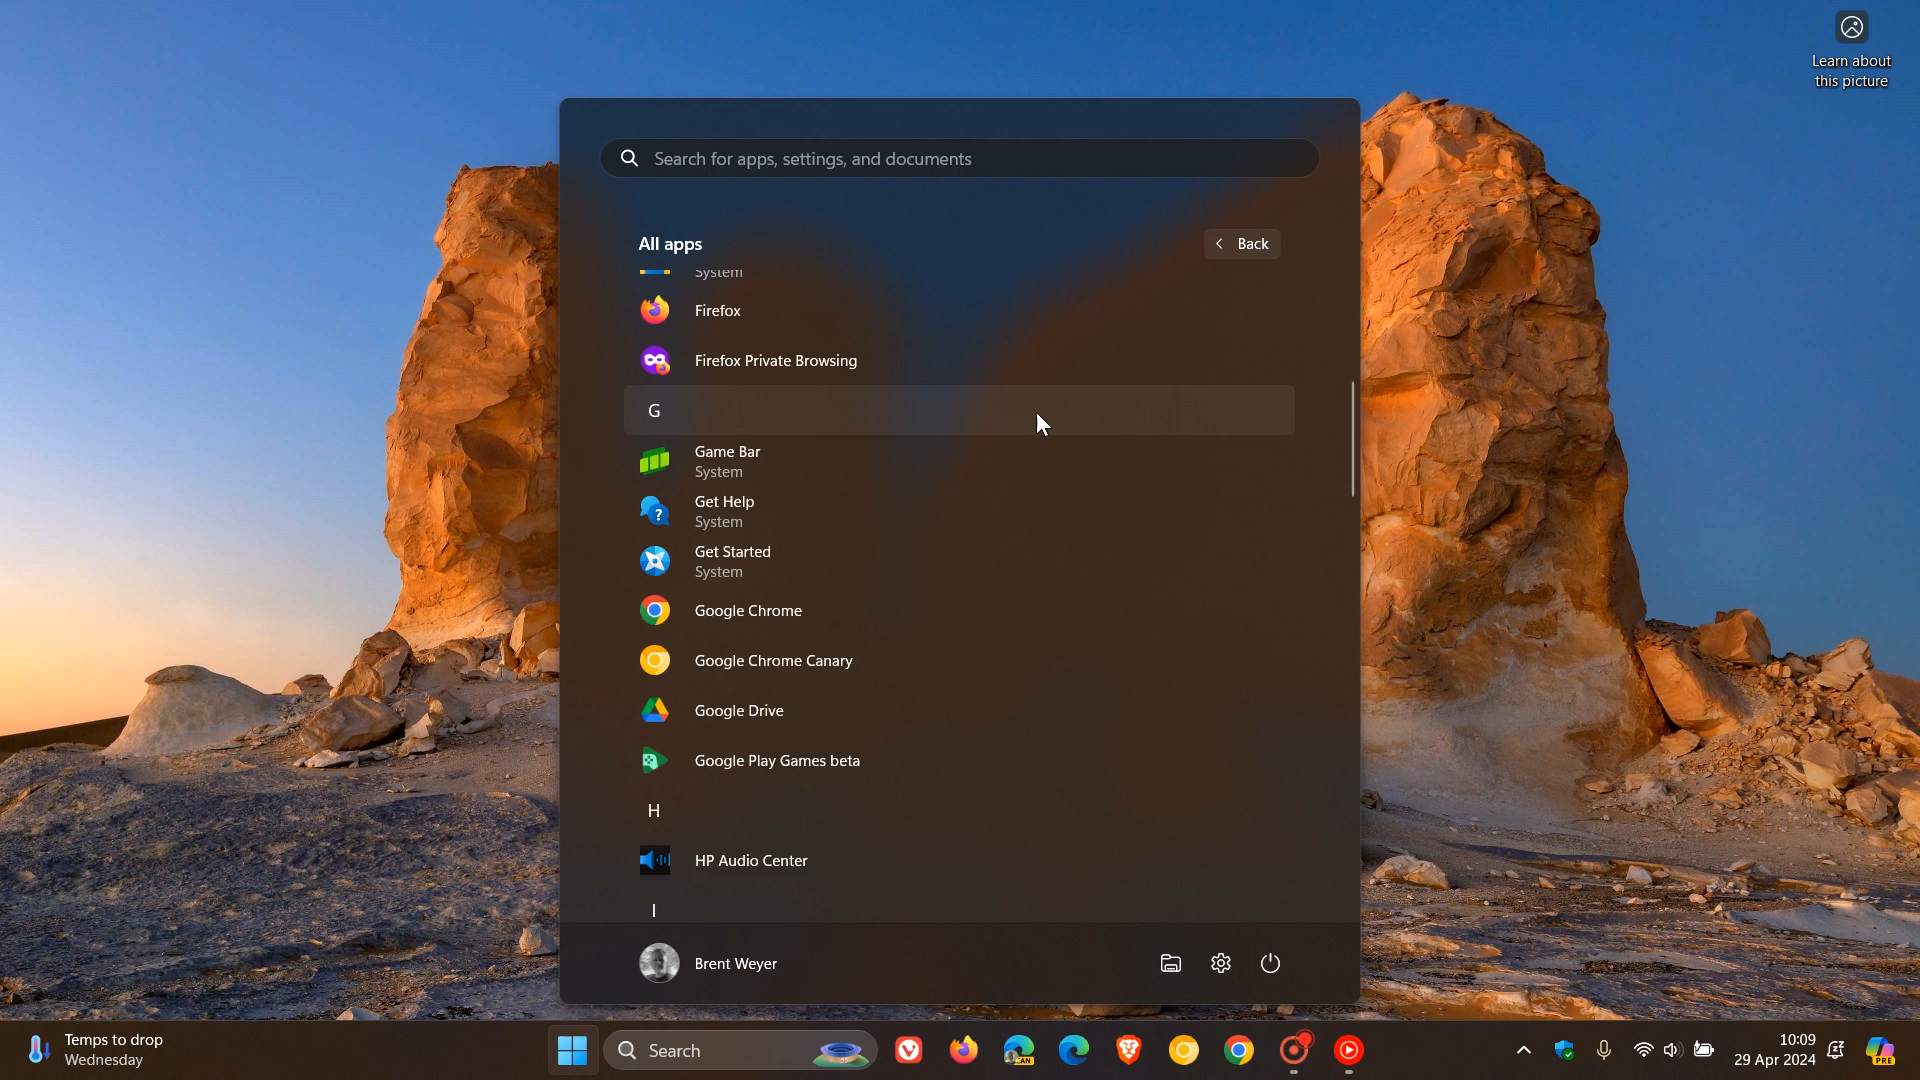 Learn about
this picture
Search for apps, settings, and documents
All apps
Back
System
Firefox
Firefox Private Browsing
G
Game Bar
System
Get Help
System
Get Started
System
Google Chrome
Google Chrome Canary
Google Drive
Google Play Games beta
H
HP Audio Center
I
Brent Weyer
Temps to drop
Wednesday
Search
CAN
10:09
29 Apr 2024
PRE